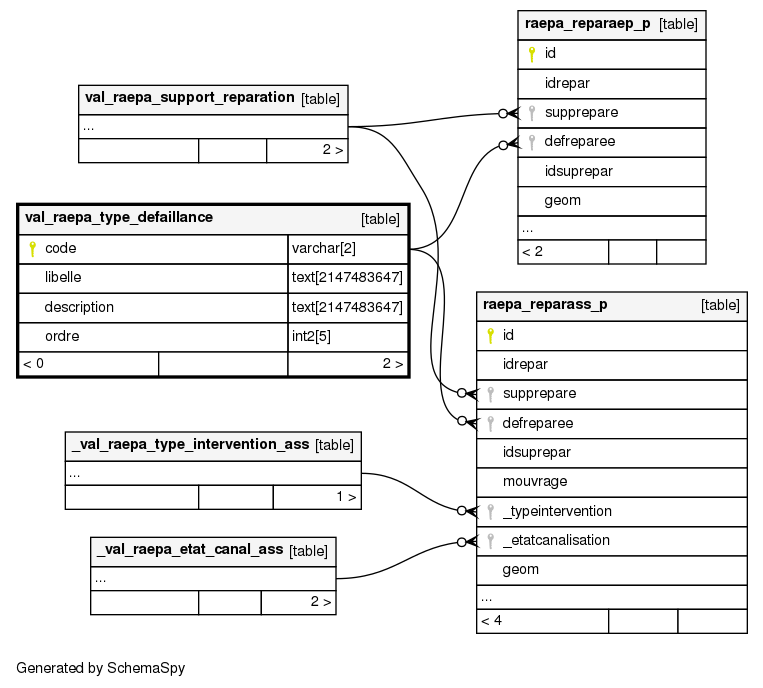 raepa_reparaep_p [table]
id
idrepar
supprepare
defreparee
idsuprepar
geom
...
< 2
val_raepa_support_reparation [table]
...
2 >
val_raepa_type_defaillance [table]
code varchar[2]
libelle text[2147483647]
description text[2147483647]
ordre int2[5]
< 0 2 >
raepa_reparass_p [table]
id
idrepar
supprepare
defreparee
idsuprepar
mouvrage
_typeintervention
_etatcanalisation
geom
...
< 4
_val_raepa_type_intervention_ass [table]
...
1 >
_val_raepa_etat_canal_ass [table]
...
2 >
Generated by SchemaSpy